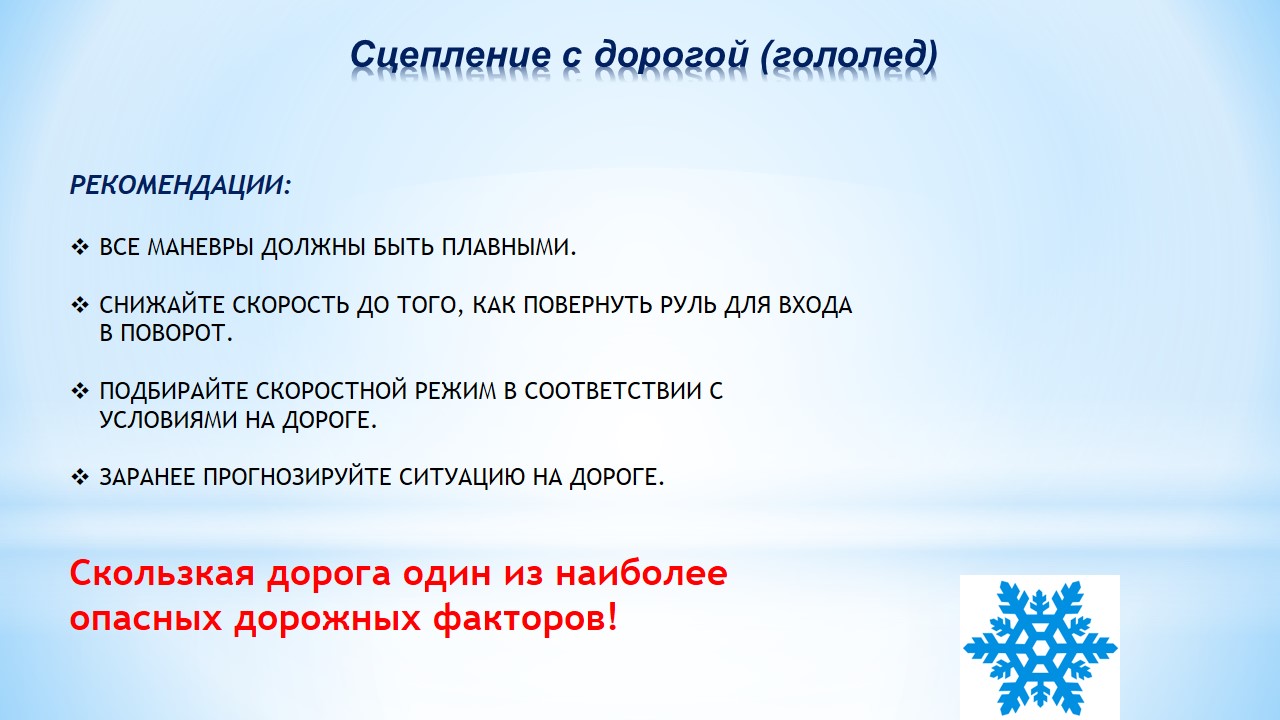 Сцепление с дорогой (гололед)
РЕКОМЕНДАЦИИ:
❖ ВСЕ МАНЕВРЫ ДОЛЖНЫ БЫТЬ ПЛАВНЫМИ.
❖ СНИЖАЙТЕ СКОРОСТЬ ДО ТОГО, КАК ПОВЕРНУТЬ РУЛЬ ДЛЯ ВХОДА
В ПОВОРОТ.
❖ ПОДБИРАЙТЕ СКОРОСТНОЙ РЕЖИМ В СООТВЕТСТВИИ С
УСЛОВИЯМИ НА ДОРОГЕ.
❖ ЗАРАНЕЕ ПРОГНОЗИРУЙТЕ СИТУАЦИЮ НА ДОРОГЕ.
Скользкая дорога один из наиболее
опасных дорожных факторов!